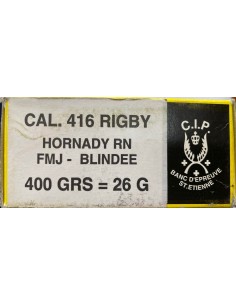 CAL. 416 RIGBY
HORNADY RN
FMJ - BLINDEE
400 GRS = 26 G
C.I.P
BANC D'EPREUVE
ST.ETIENNE